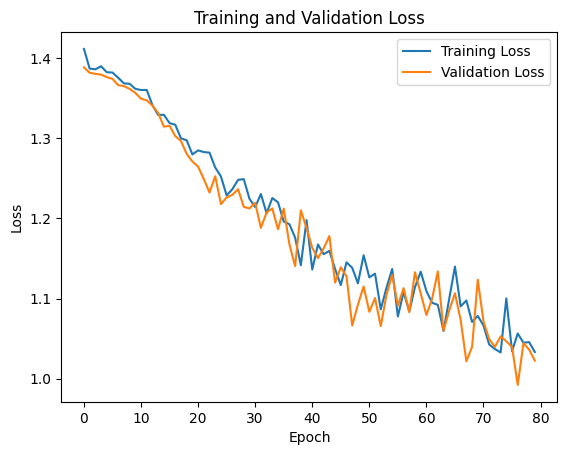 Training and Validation Loss
Training Loss
Validation Loss
Loss
1.4
1.3
1.2
1.1
1.0
0 10 20 30 40 50 60 70 80
Epoch